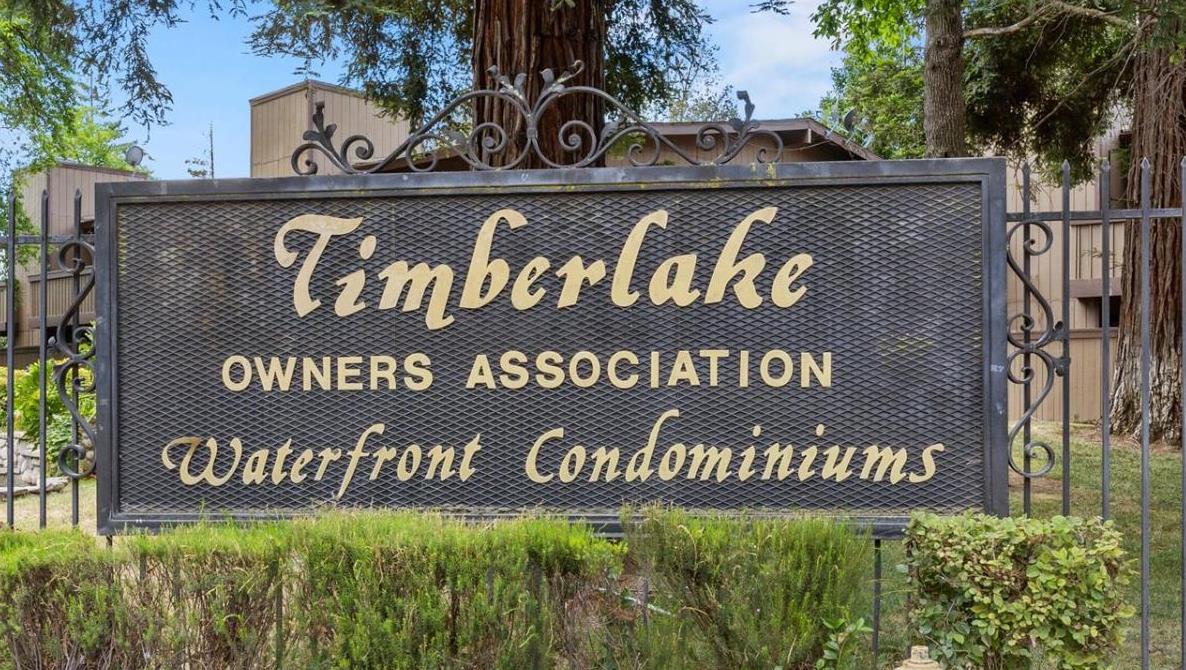 Timberlake
OWNERS ASSOCIATION
Waterfront Condominiums